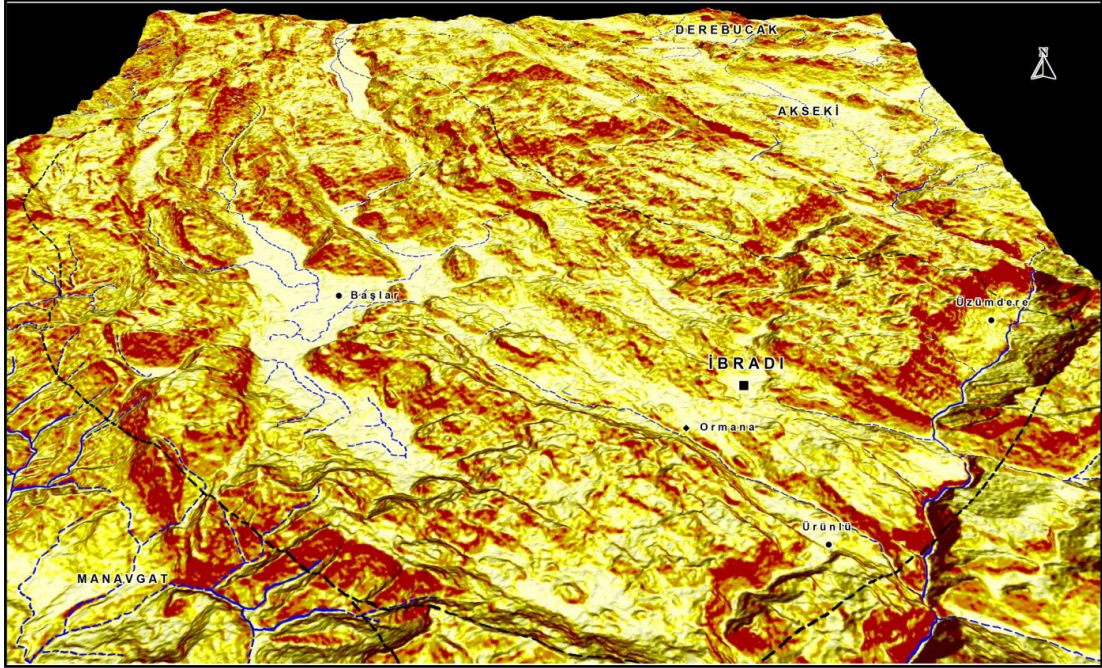 DEREBUCAK
N
AKSEKİ
Başlar
Üzümdere
İBRADI
Ormana
Ürünlü
MANAVGAT